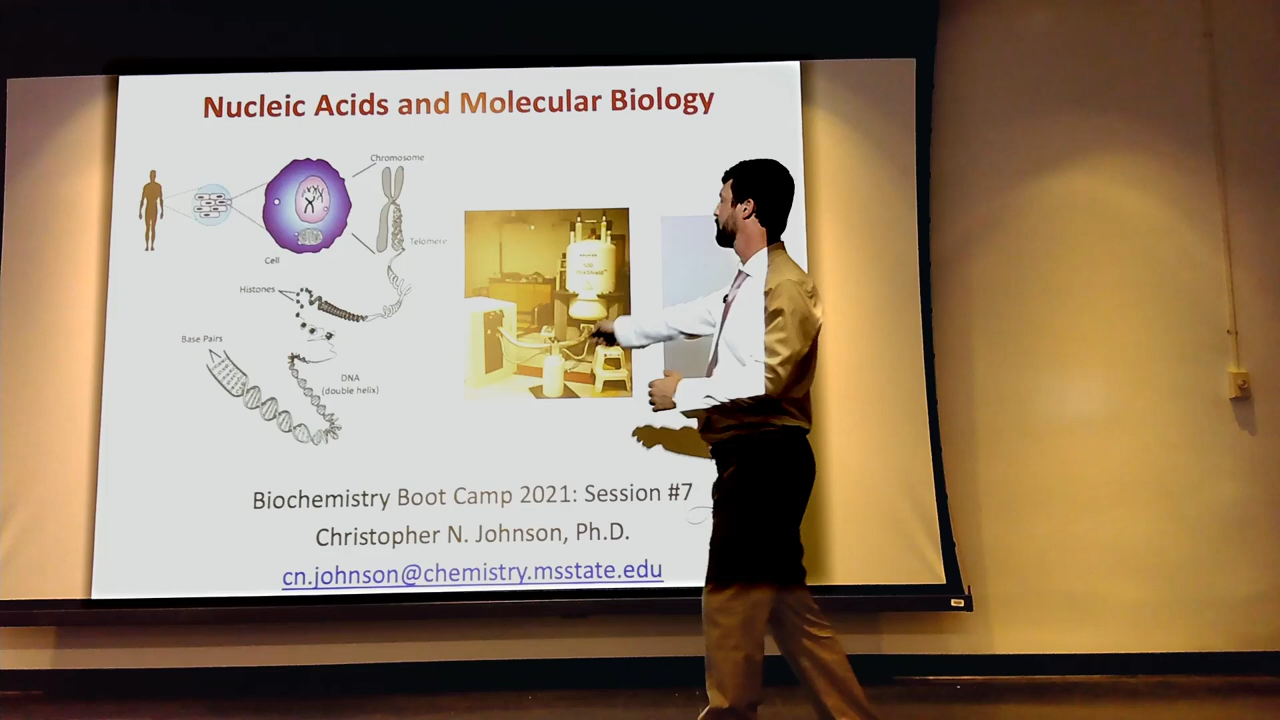 Nucleic Acids and Molecular Biology
Chromosome
Telomere
Cell
Histones
Base Pairs
DNA
(double helix)
Biochemistry Boot Camp 2021: Session #7
Christopher N. Johnson, Ph.D.
cn.johnson@chemistry.msstate.edu